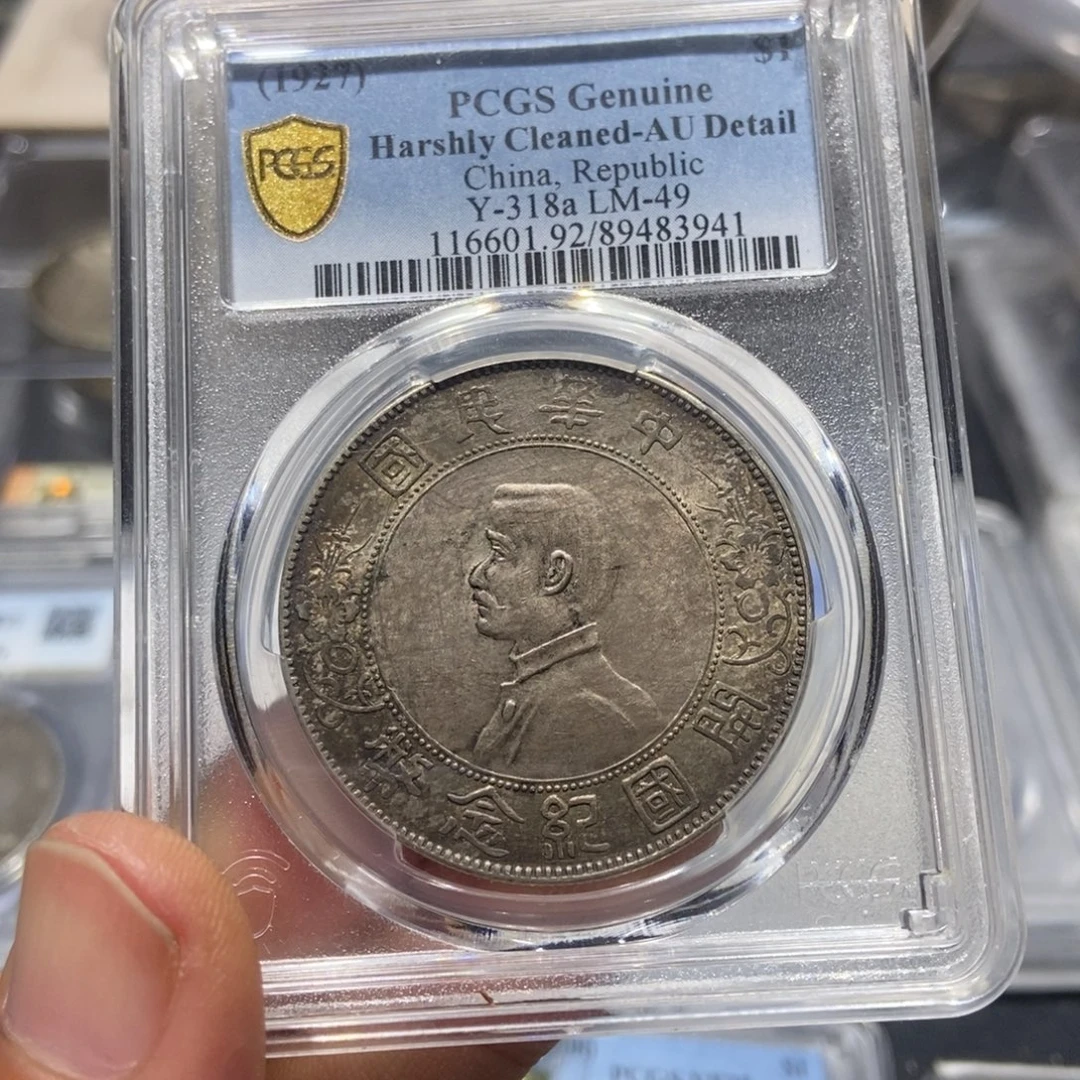 (1927) $1
PCGS Genuine
PCGS
Harshly Cleaned-AU Detail
China, Republic
Y-318a LM-49
116601.92/89483941
中華民國
開國紀念幣